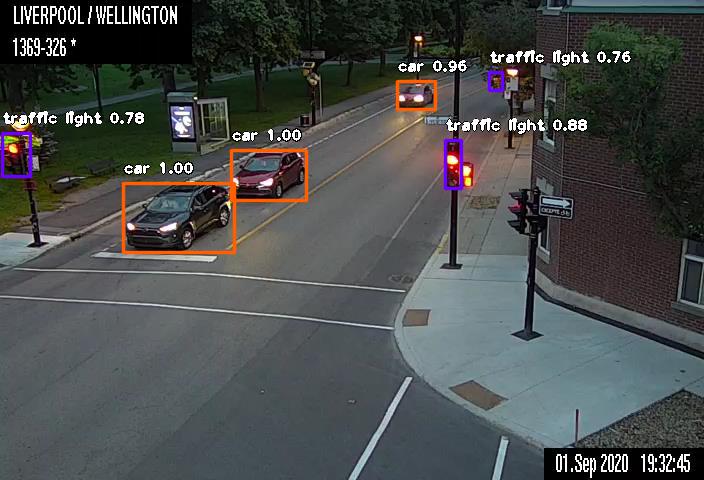 LIVERPOOL / WELLINGTON
1369-326 *
traffic light 0.76
car 0.96
traffic light 0.78
car 1.00
traffic light 0.88
car 1.00
01.Sep 2020 19:32:45